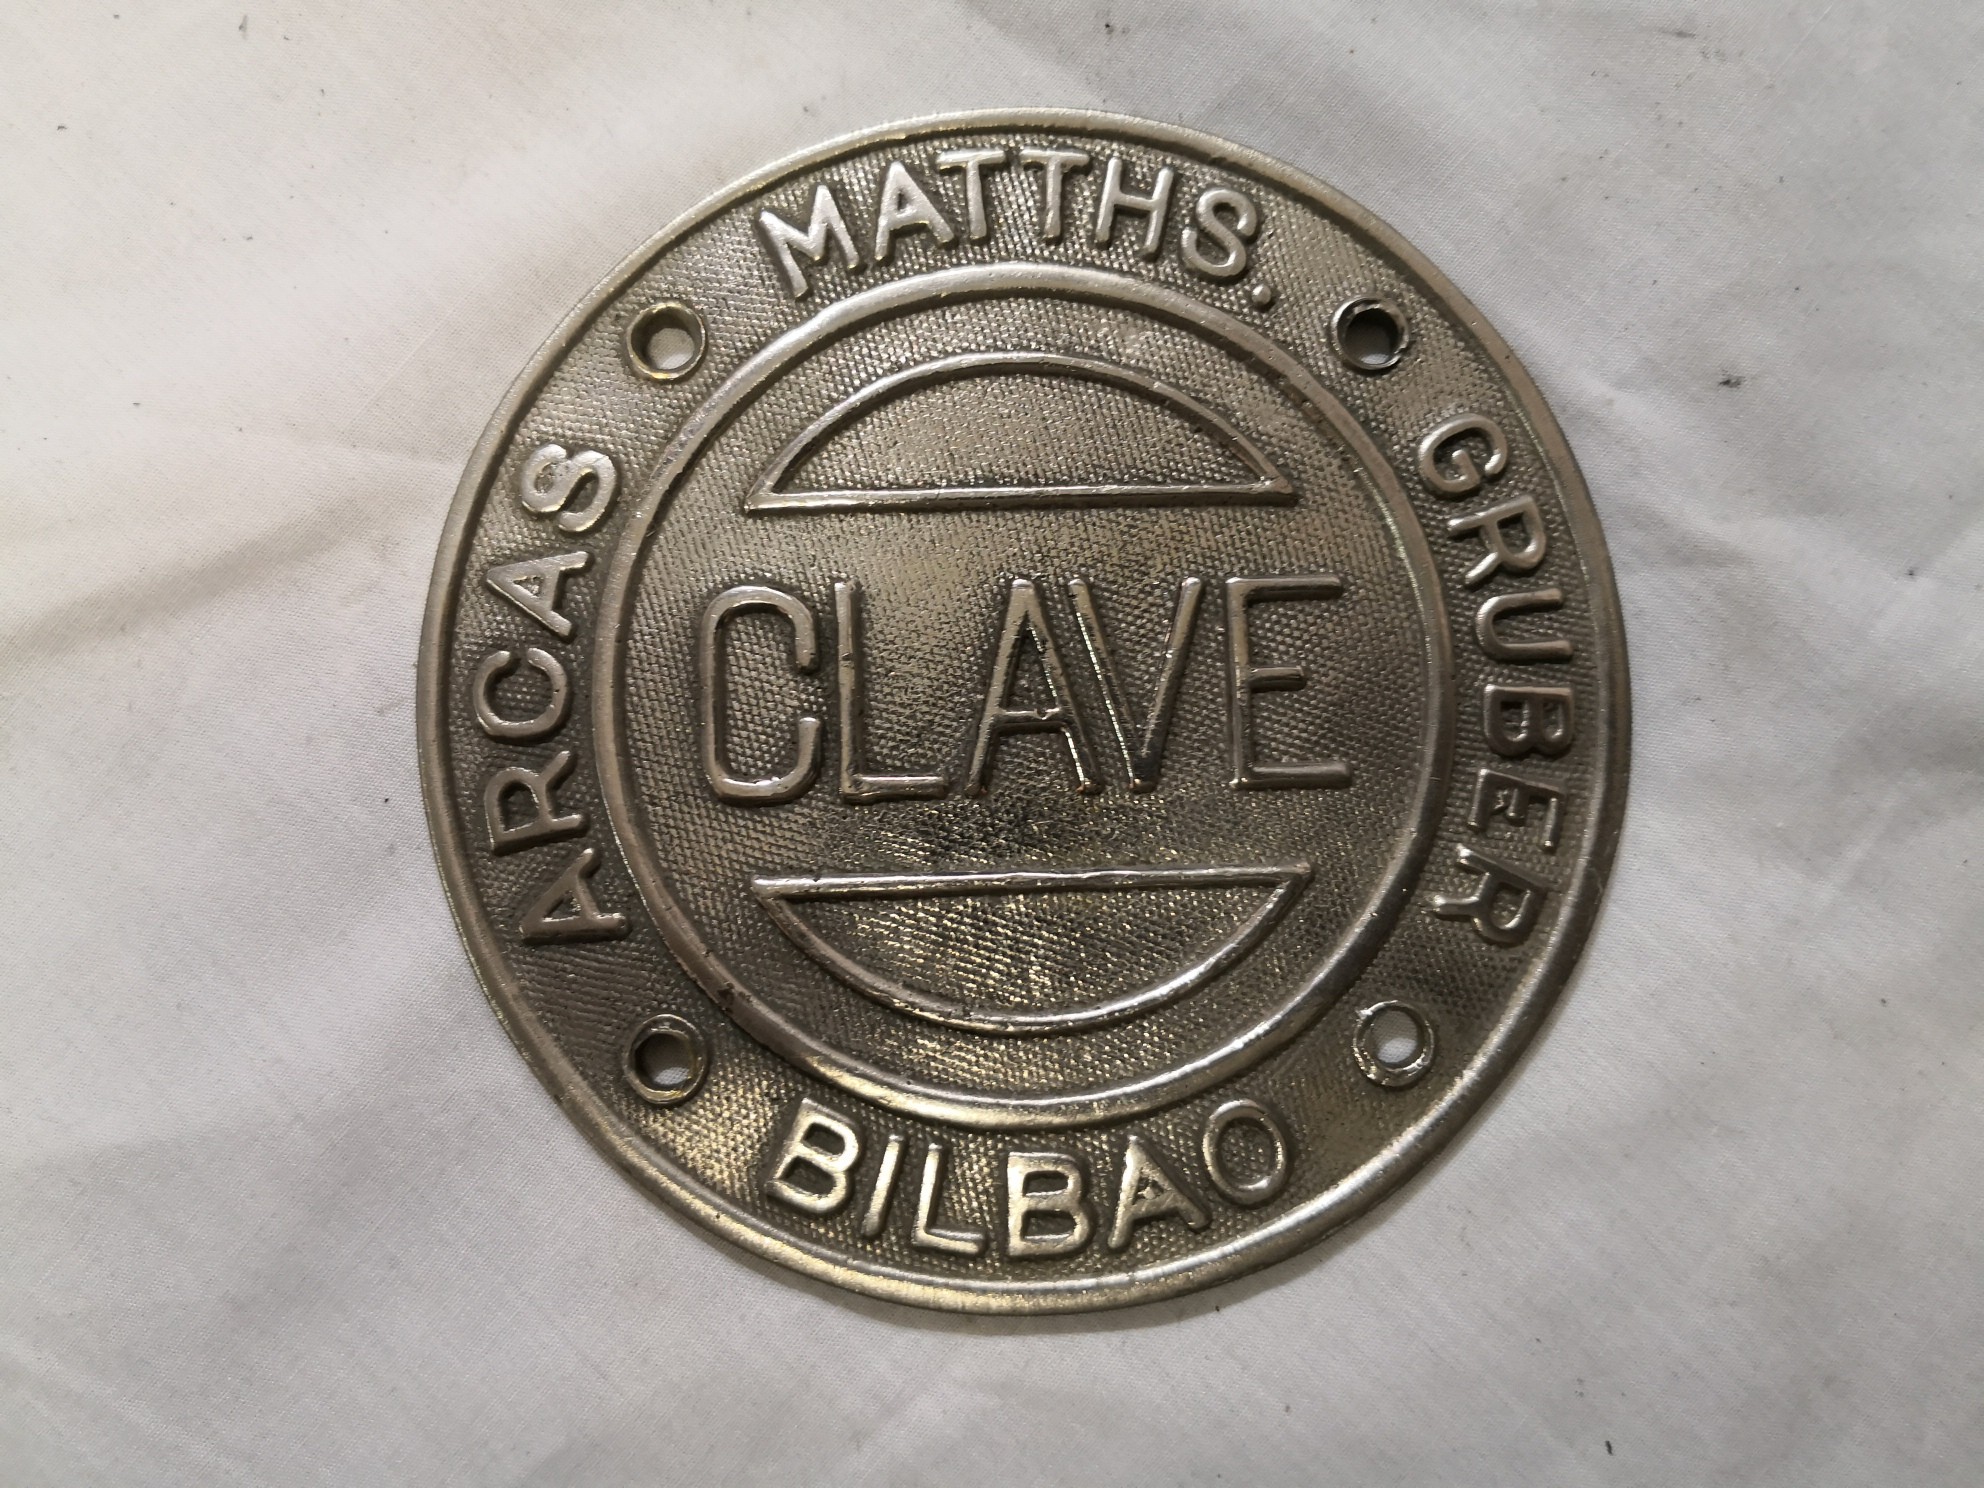 ARCAS
MATTHS.
GRUBER
CLAVE
BILBAO